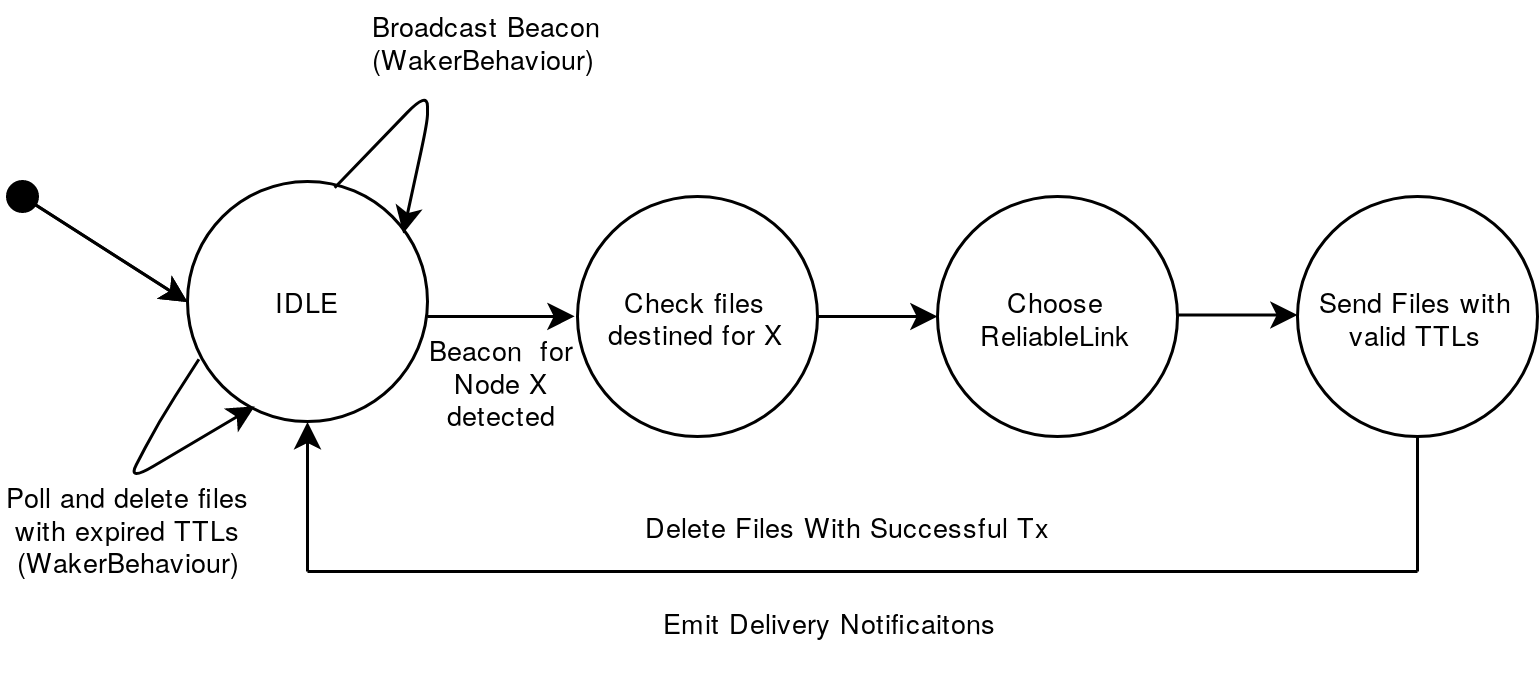 Broadcast Beacon
(WakerBehaviour)
IDLE
Beacon for
Node X
detected
Check files
destined for X
Choose
ReliableLink
Send Files with
valid TTLs
Poll and delete files
with expired TTLs
(WakerBehaviour)
Delete Files With Successful Tx
Emit Delivery Notificaitons